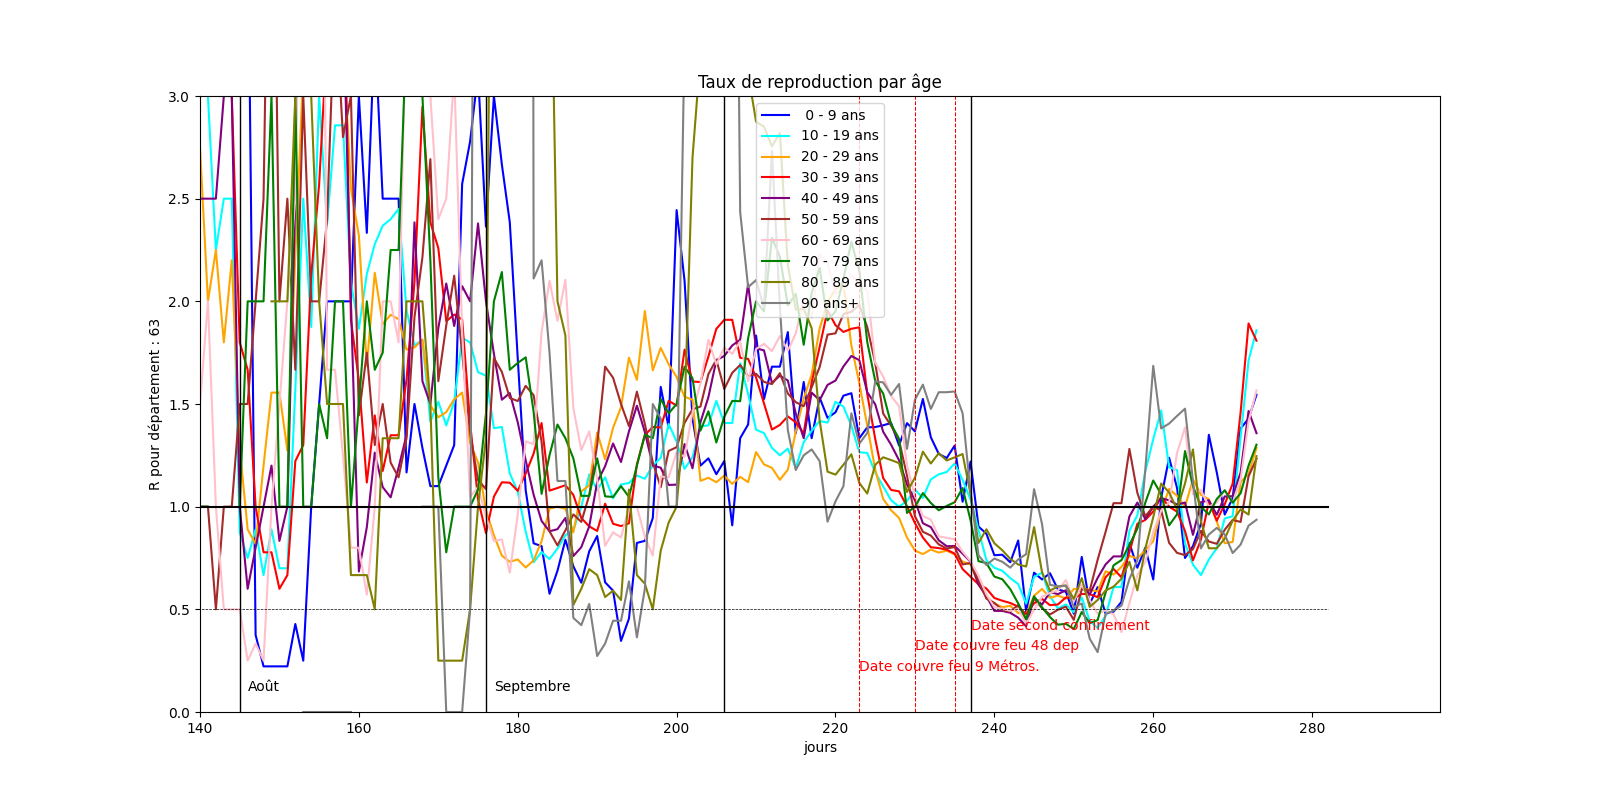 Taux de reproduction par âge
R pour département : 63
3.0
2.5
2.0
1.5
1.0
0.5
0.0
0 - 9 ans
10 - 19 ans
20 - 29 ans
30 - 39 ans
40 - 49 ans
50 - 59 ans
60 - 69 ans
70 - 79 ans
80 - 89 ans
90 ans+
Date second confinement
Date couvre feu 48 dep
Date couvre feu 9 Métros.
Août
Septembre
140
160
180
200
220
240
260
280
jours